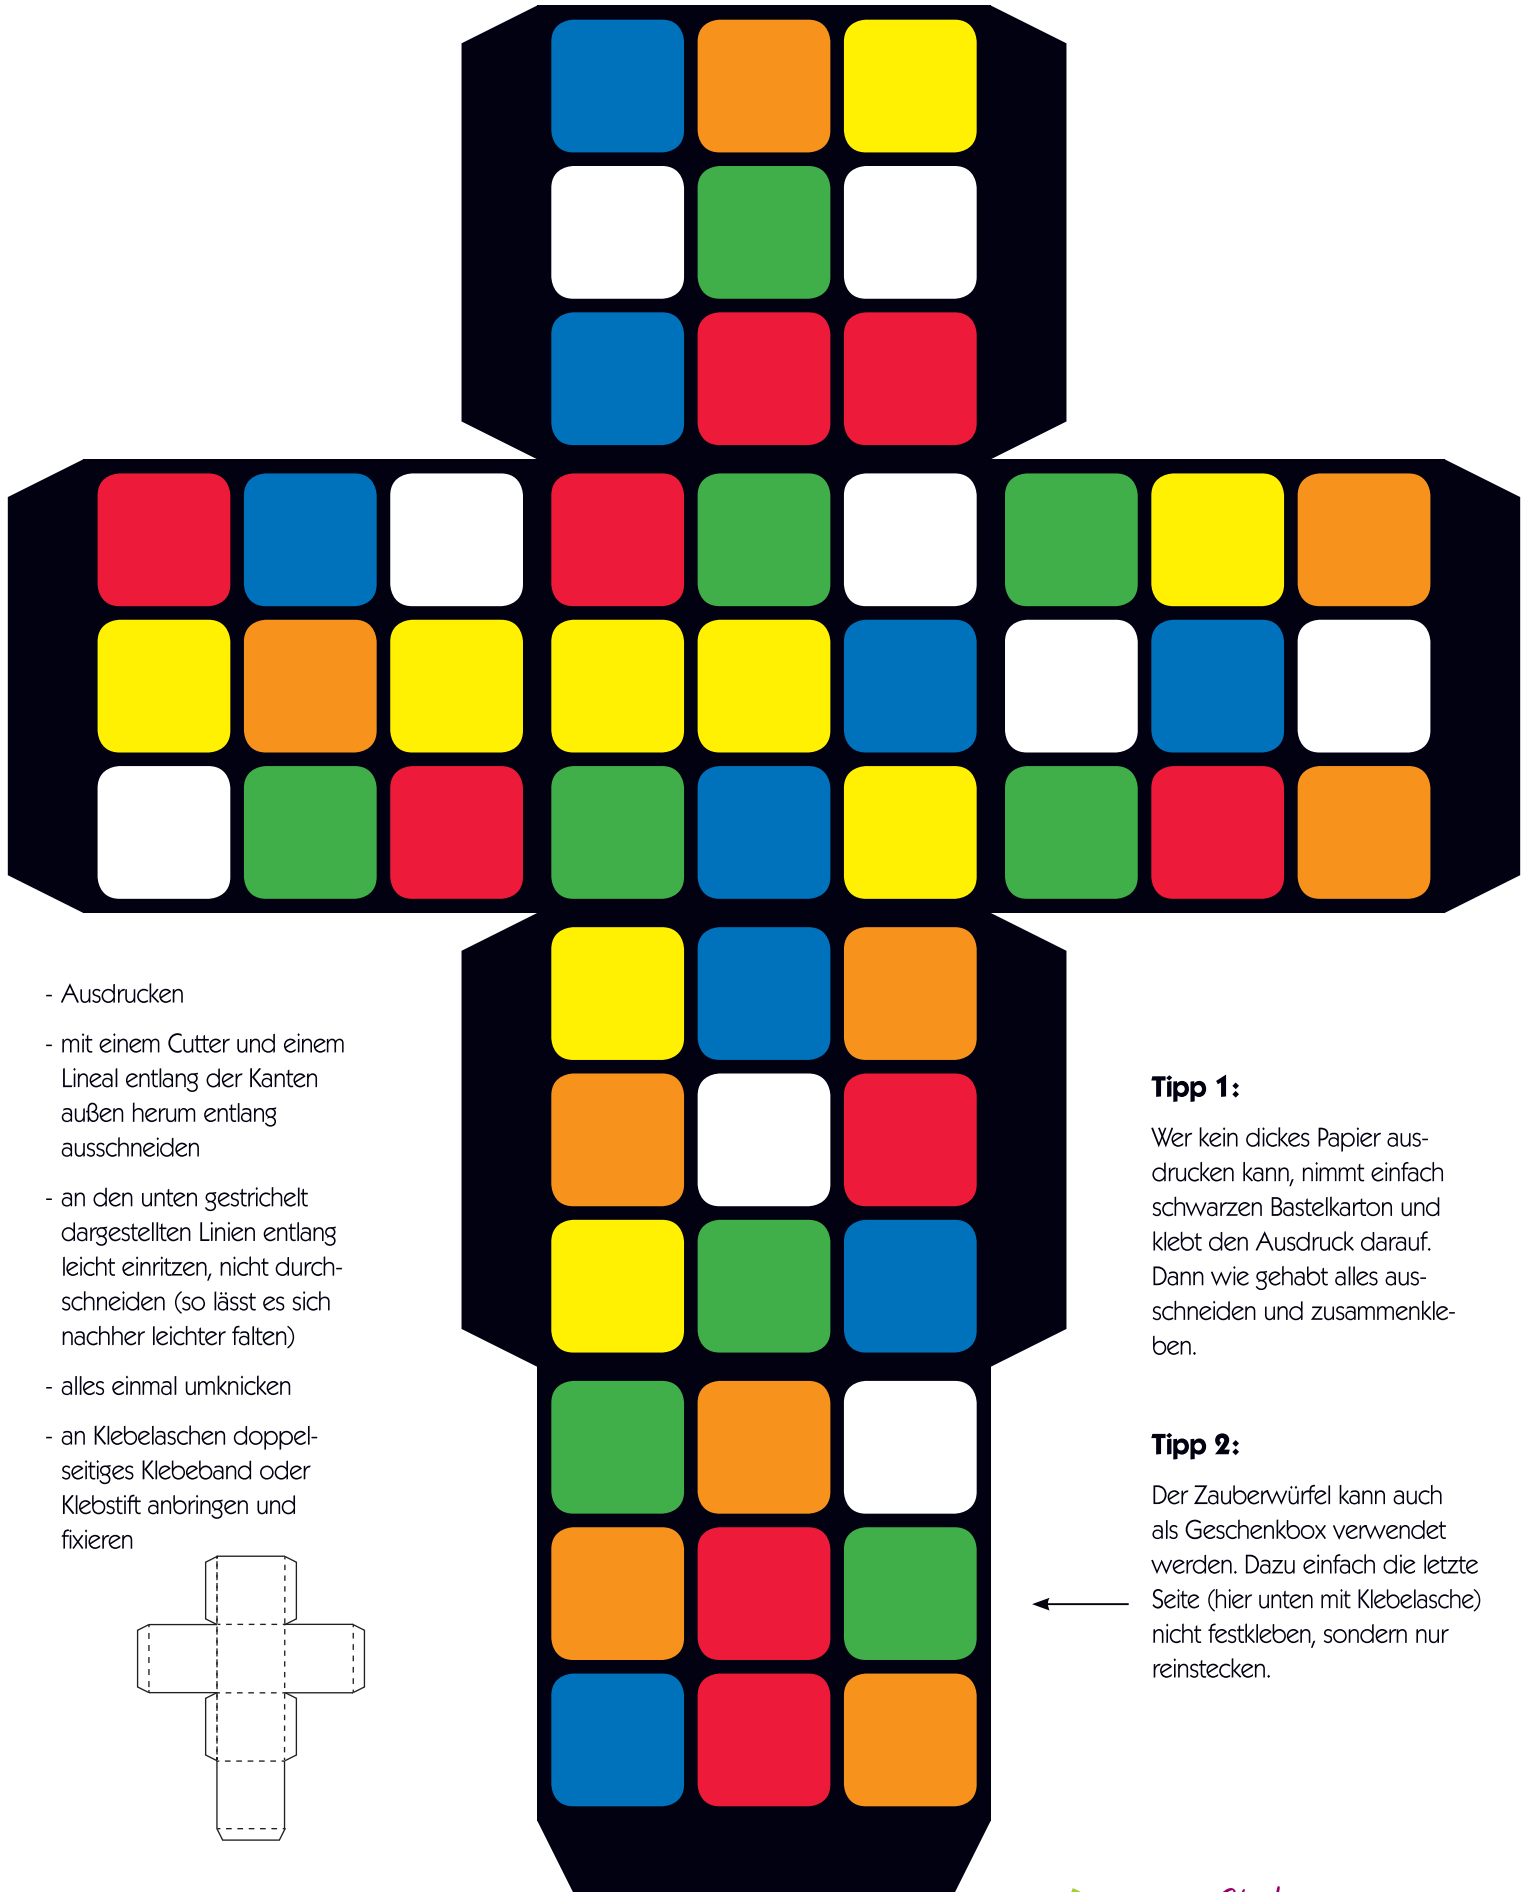 - Ausdrucken
- mit einem Cutter und einem
Lineal entlang der Kanten
außen herum entlang
ausschneiden
- an den unten gestrichelt
dargestellten Linien entlang
leicht einritzen, nicht durch-
schneiden (so lässt es sich
nachher leichter falten)
- alles einmal umknicken
- an Klebelaschen doppel-
seitiges Klebeband oder
Klebstift anbringen und
fixieren
Tipp 1:
Wer kein dickes Papier aus-
drucken kann, nimmt einfach
schwarzen Bastelkarton und
klebt den Ausdruck darauf.
Dann wie gehabt alles aus-
schneiden und zusammenkle-
ben.
Tipp 2:
Der Zauberwürfel kann auch
als Geschenkbox verwendet
werden. Dazu einfach die letzte
Seite (hier unten mit Klebelasche)
nicht festkleben, sondern nur
reinstecken.